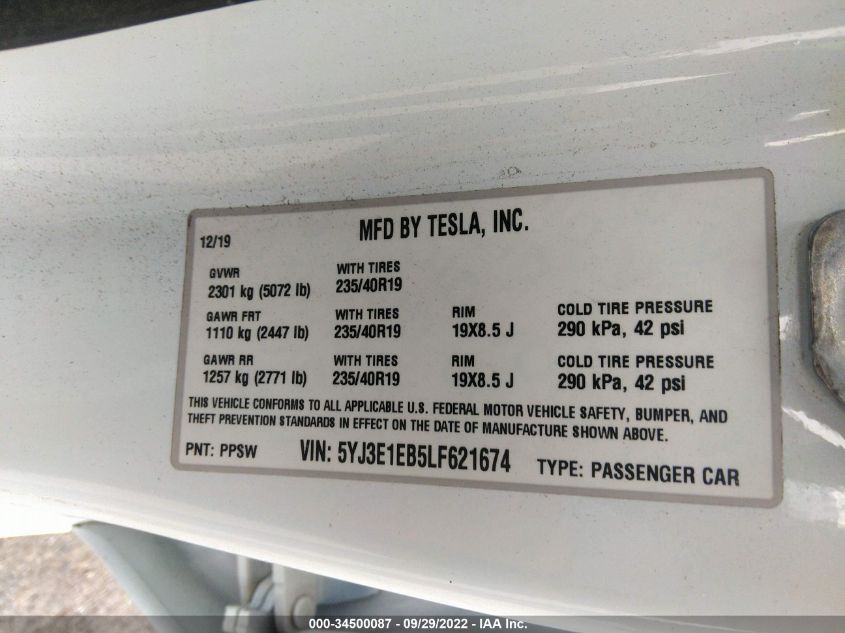 MFD BY TESLA, INC.
12/19
GVWR WITH TIRES
2301 kg (5072 lb) 235/40R19
GAWR FRT WITH TIRES RIM COLD TIRE PRESSURE
1110 kg (2447 lb) 235/40R19 19X8.5 J 290 kPa, 42 psi
GAWR RR WITH TIRES RIM COLD TIRE PRESSURE
1257 kg (2771 lb) 235/40R19 19X8.5 J 290 kPa, 42 psi
THIS VEHICLE CONFORMS TO ALL APPLICABLE U.S. FEDERAL MOTOR VEHICLE SAFETY, BUMPER, AND
THEFT PREVENTION STANDARDS IN EFFECT ON THE DATE OF MANUFACTURE SHOWN ABOVE.
PNT: PPSW VIN: 5YJ3E1EB5LF621674 TYPE: PASSENGER CAR
000-34500087 - 09/29/2022 - IAA Inc.